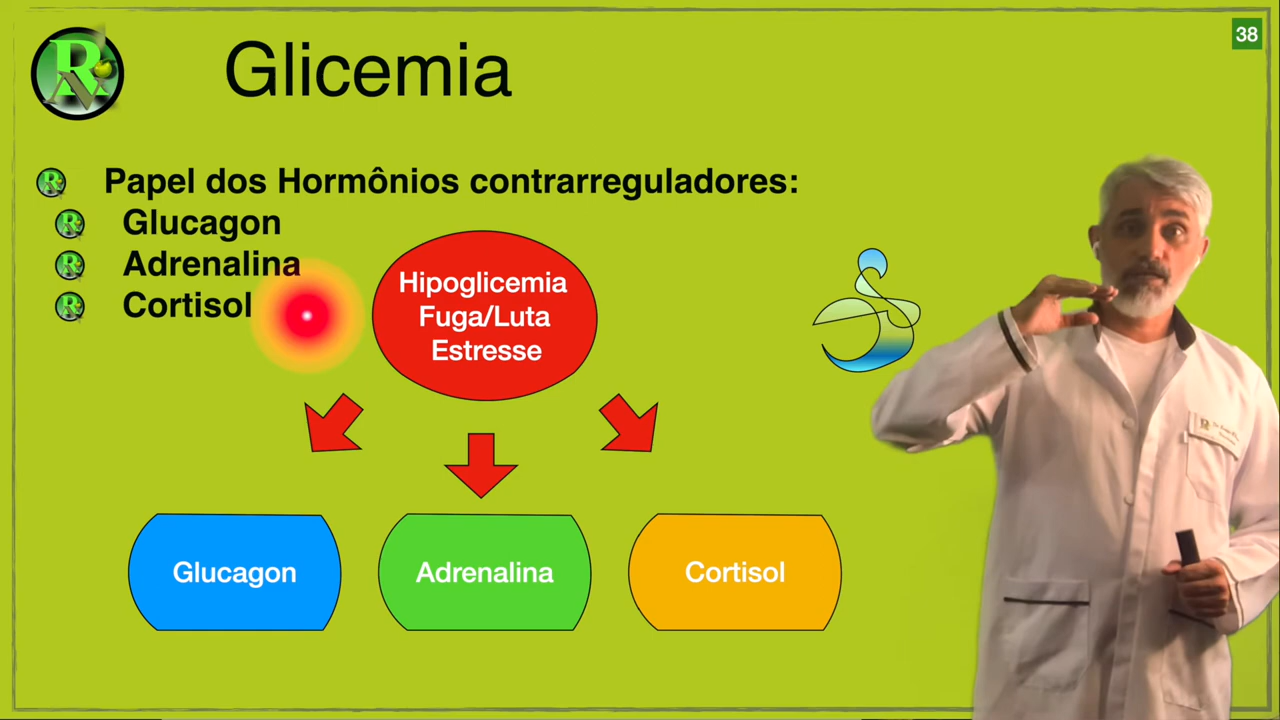 38
Glicemia
Papel dos Hormônios contrarreguladores:
Glucagon
Adrenalina
Cortisol
Hipoglicemia
Fuga/Luta
Estresse
Glucagon
Adrenalina
Cortisol